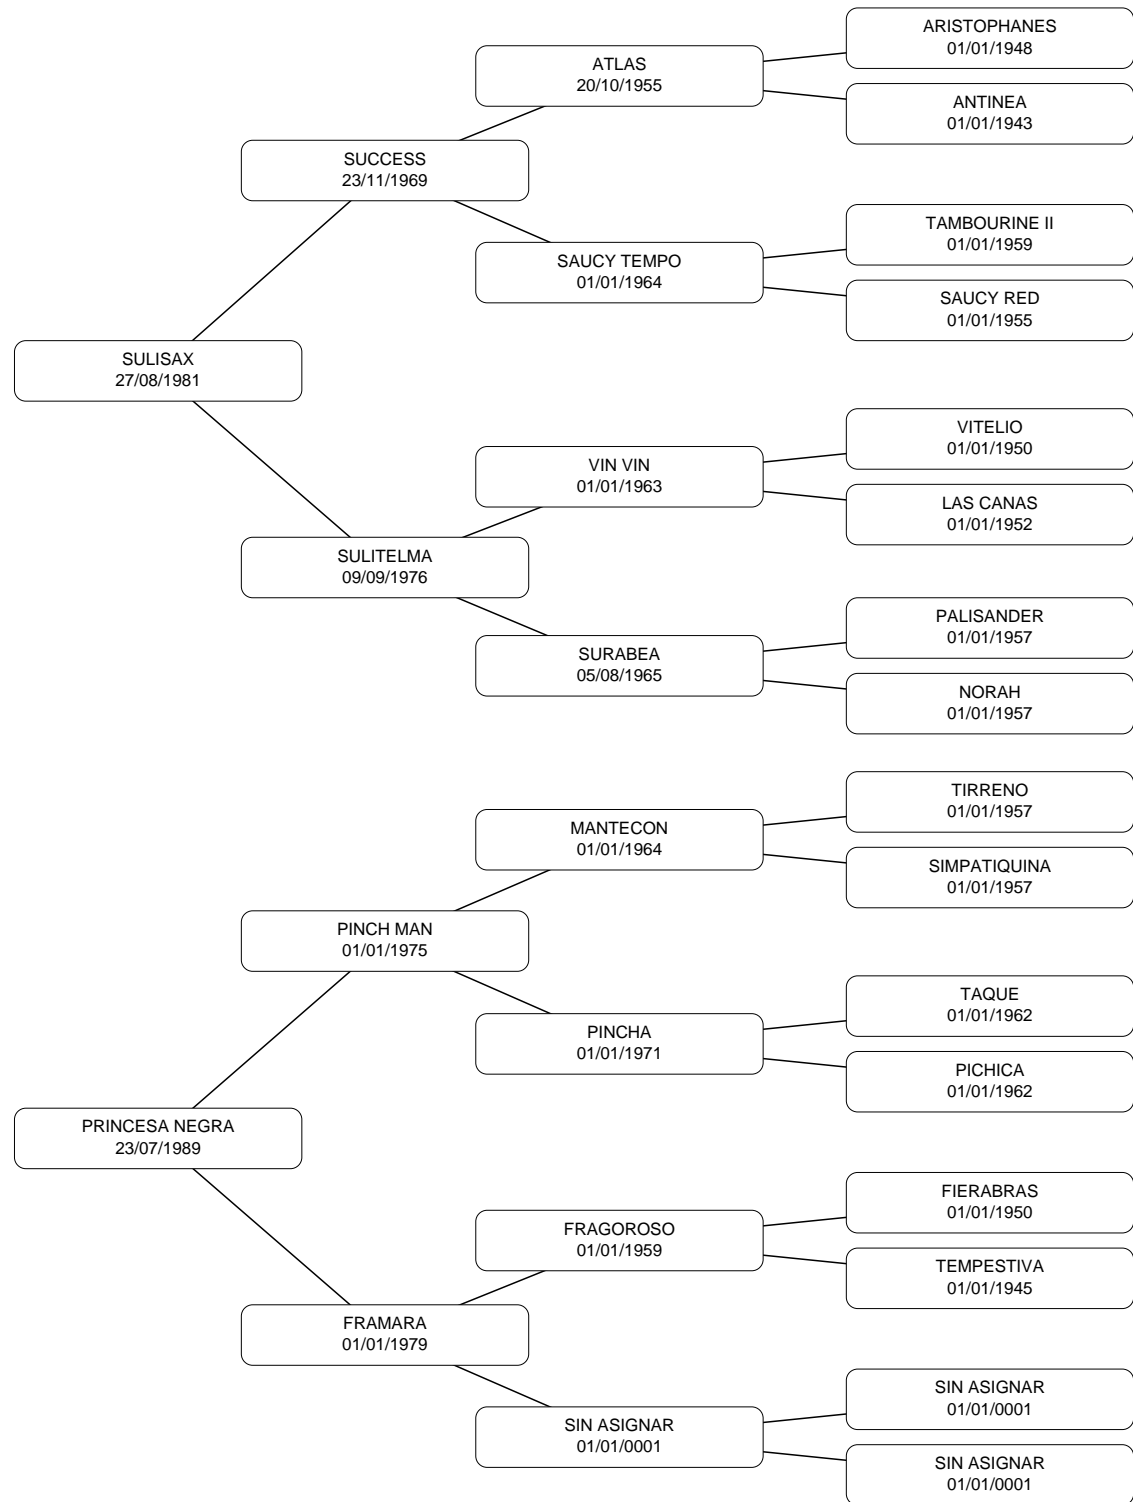 ARISTOPHANES
01/01/1948
ATLAS
20/10/1955
ANTINEA
01/01/1943
SUCCESS
23/11/1969
TAMBOURINE II
01/01/1959
SAUCY TEMPO
01/01/1964
SAUCY RED
01/01/1955
SULISAX
27/08/1981
VITELIO
01/01/1950
VIN VIN
01/01/1963
LAS CANAS
01/01/1952
SULITELMA
09/09/1976
PALISANDER
01/01/1957
SURABEA
05/08/1965
NORAH
01/01/1957
TIRRENO
01/01/1957
MANTECON
01/01/1964
SIMPATIQUINA
01/01/1957
PINCH MAN
01/01/1975
TAQUE
01/01/1962
PINCHA
01/01/1971
PICHICA
01/01/1962
PRINCESA NEGRA
23/07/1989
FIERABRAS
01/01/1950
FRAGOROSO
01/01/1959
TEMPESTIVA
01/01/1945
FRAMARA
01/01/1979
SIN ASIGNAR
01/01/0001
SIN ASIGNAR
01/01/0001
SIN ASIGNAR
01/01/0001